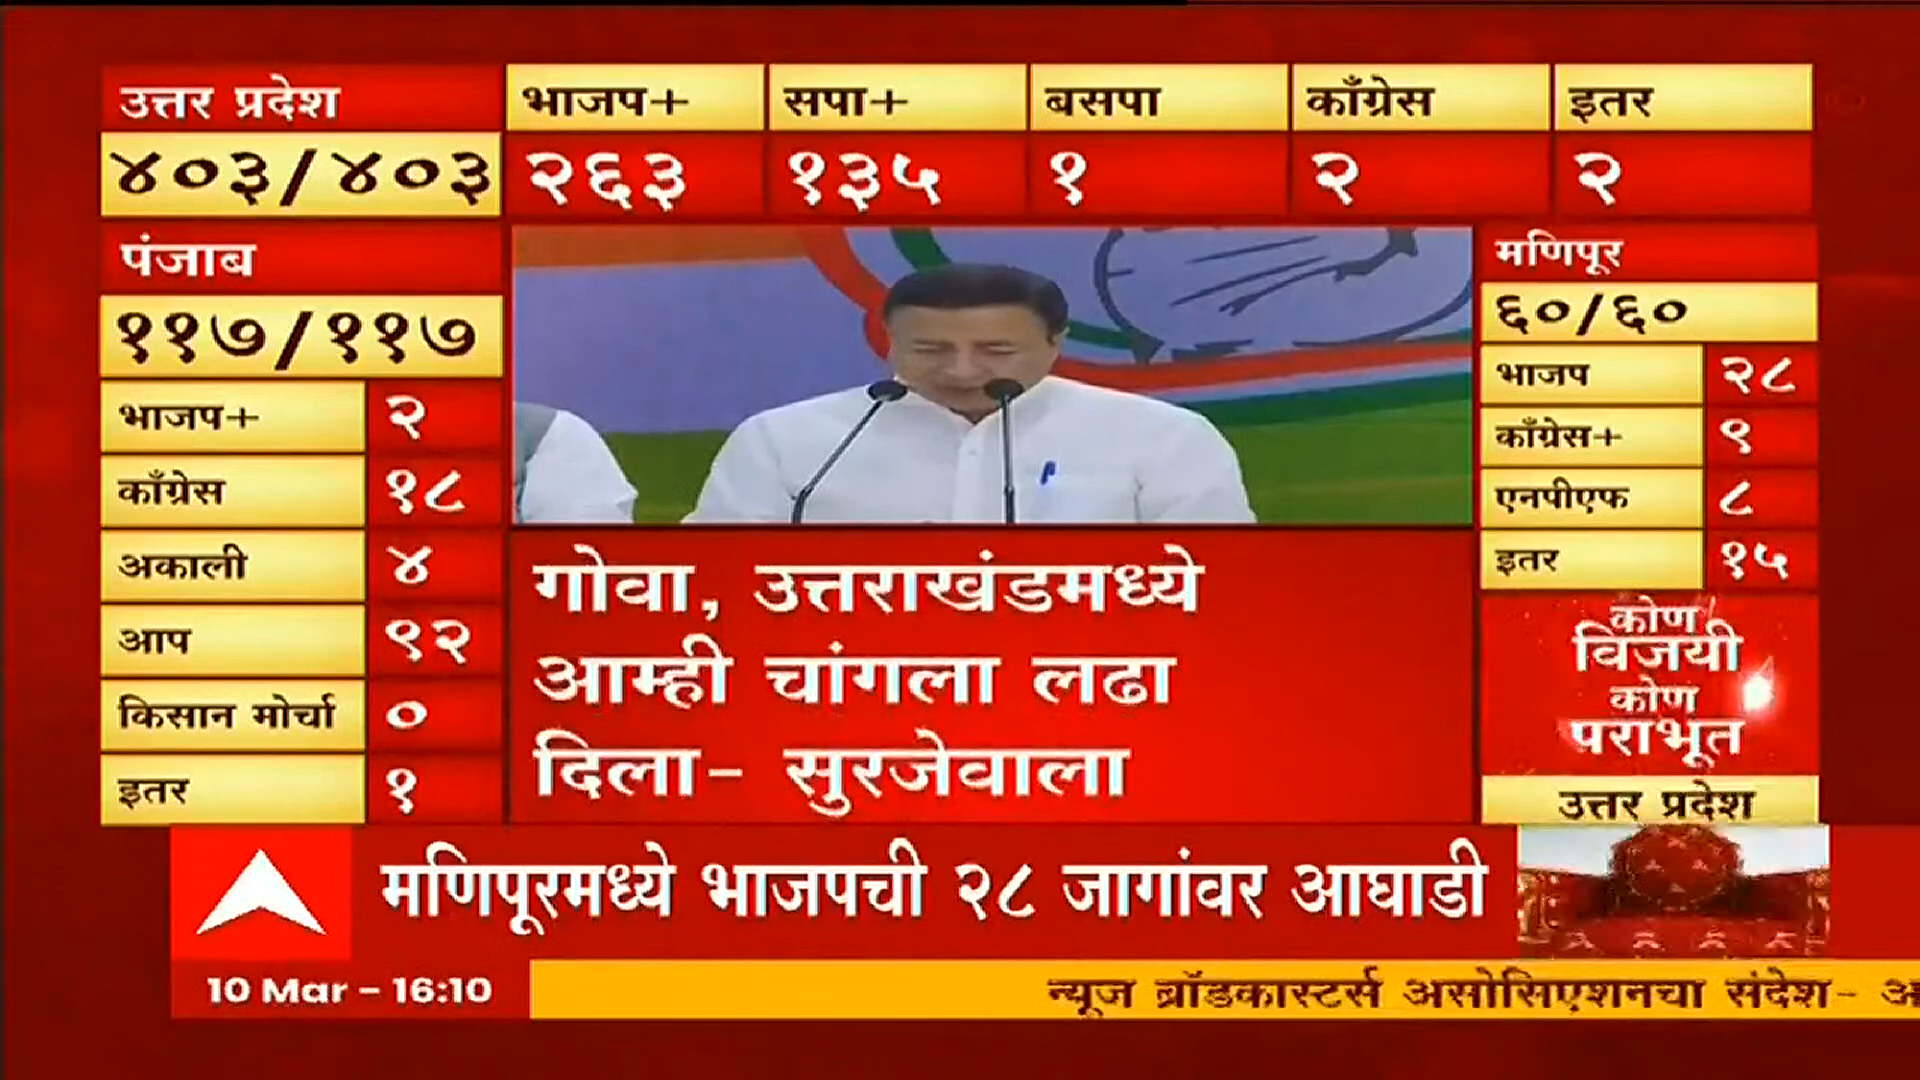 उत्तर प्रदेश
४०३/४०३
भाजप+
२६३
सपा+
१३५
बसपा
१
काँग्रेस
२
इतर
२
पंजाब
११७/११७
भाजप+ २
काँग्रेस १८
अकाली ४
आप ९२
किसान मोर्चा ०
इतर १
मणिपूर
६०/६०
भाजप २८
काँग्रेस+ ९
एनपीएफ ८
इतर १५
गोवा, उत्तराखंडमध्ये
आम्ही चांगला लढा
दिला- सुरजेवाला
कोण
विजयी
कोण
पराभूत
उत्तर प्रदेश
मणिपूरमध्ये भाजपची २८ जागांवर आघाडी
10 Mar - 16:10
न्यूज ब्रॉडकास्टर्स असोसिएशनचा संदेश-